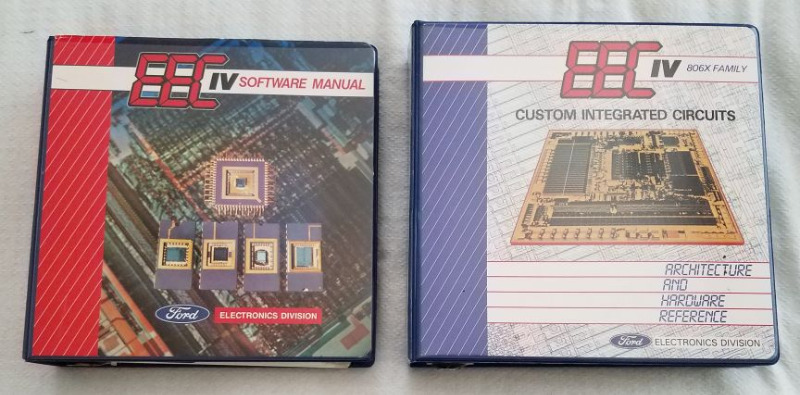 EEC IV SOFTWARE MANUAL
Ford ELECTRONICS DIVISION
EEC IV 806X FAMILY
CUSTOM INTEGRATED CIRCUITS
ARCHITECTURE
AND
HARDWARE
REFERENCE
Ford ELECTRONICS DIVISION